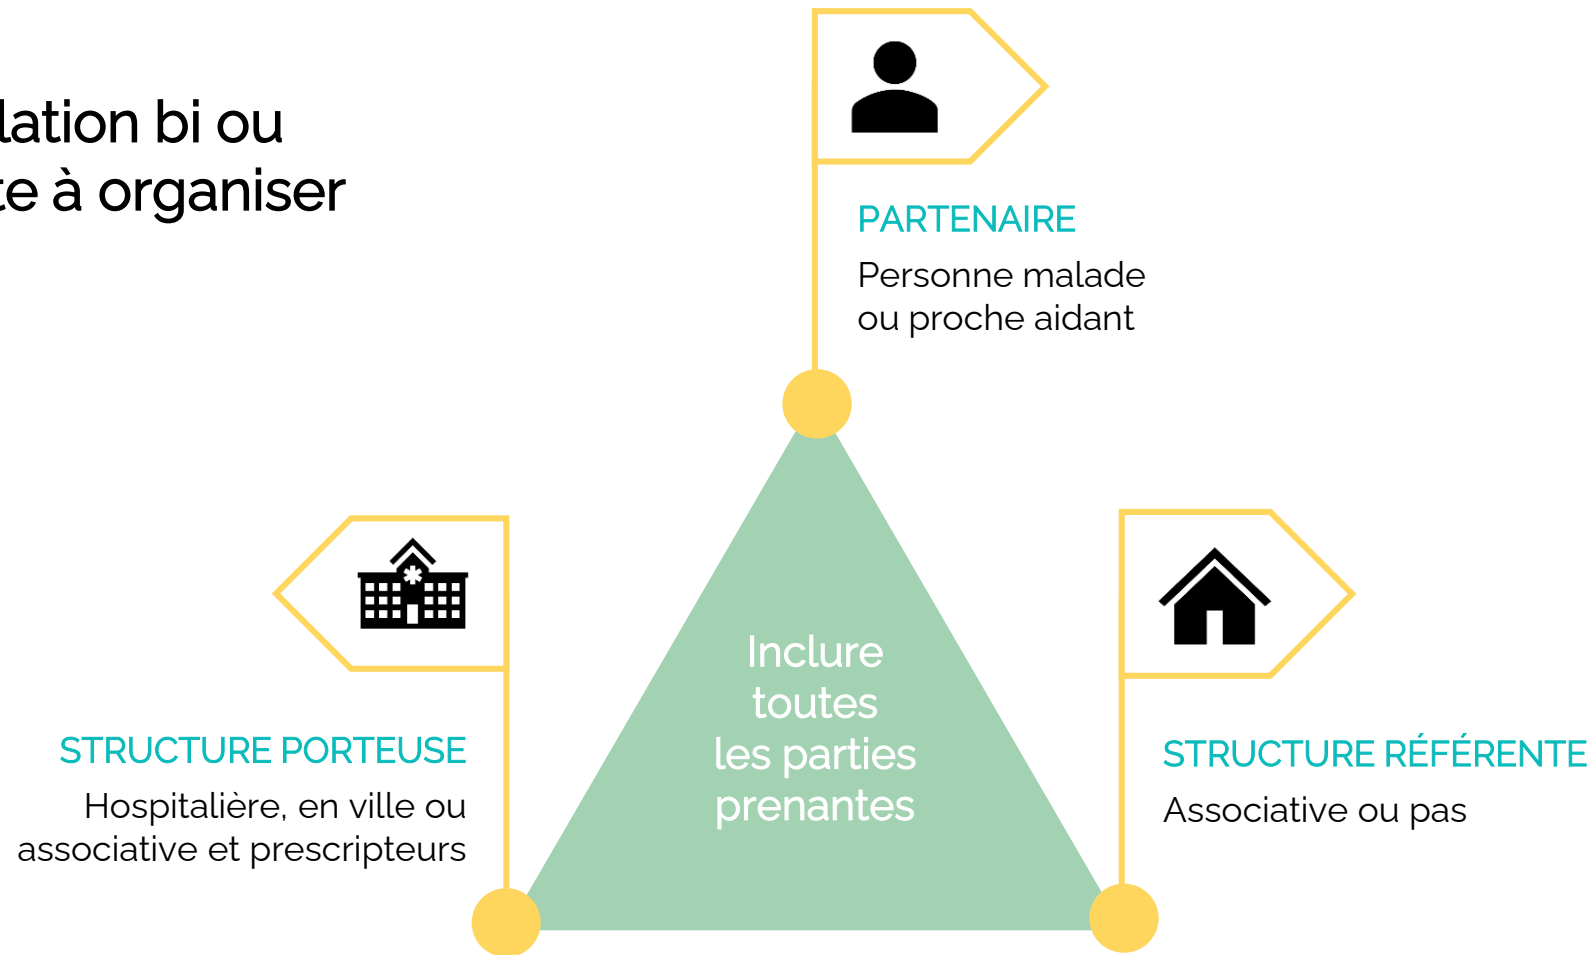 lation bi ou
te à organiser
PARTENAIRE
Personne malade
ou proche aidant
Inclure
toutes
les parties
prenantes
STRUCTURE PORTEUSE
Hospitalière, en ville ou
associative et prescripteurs
STRUCTURE RÉFÉRENTE
Associative ou pas